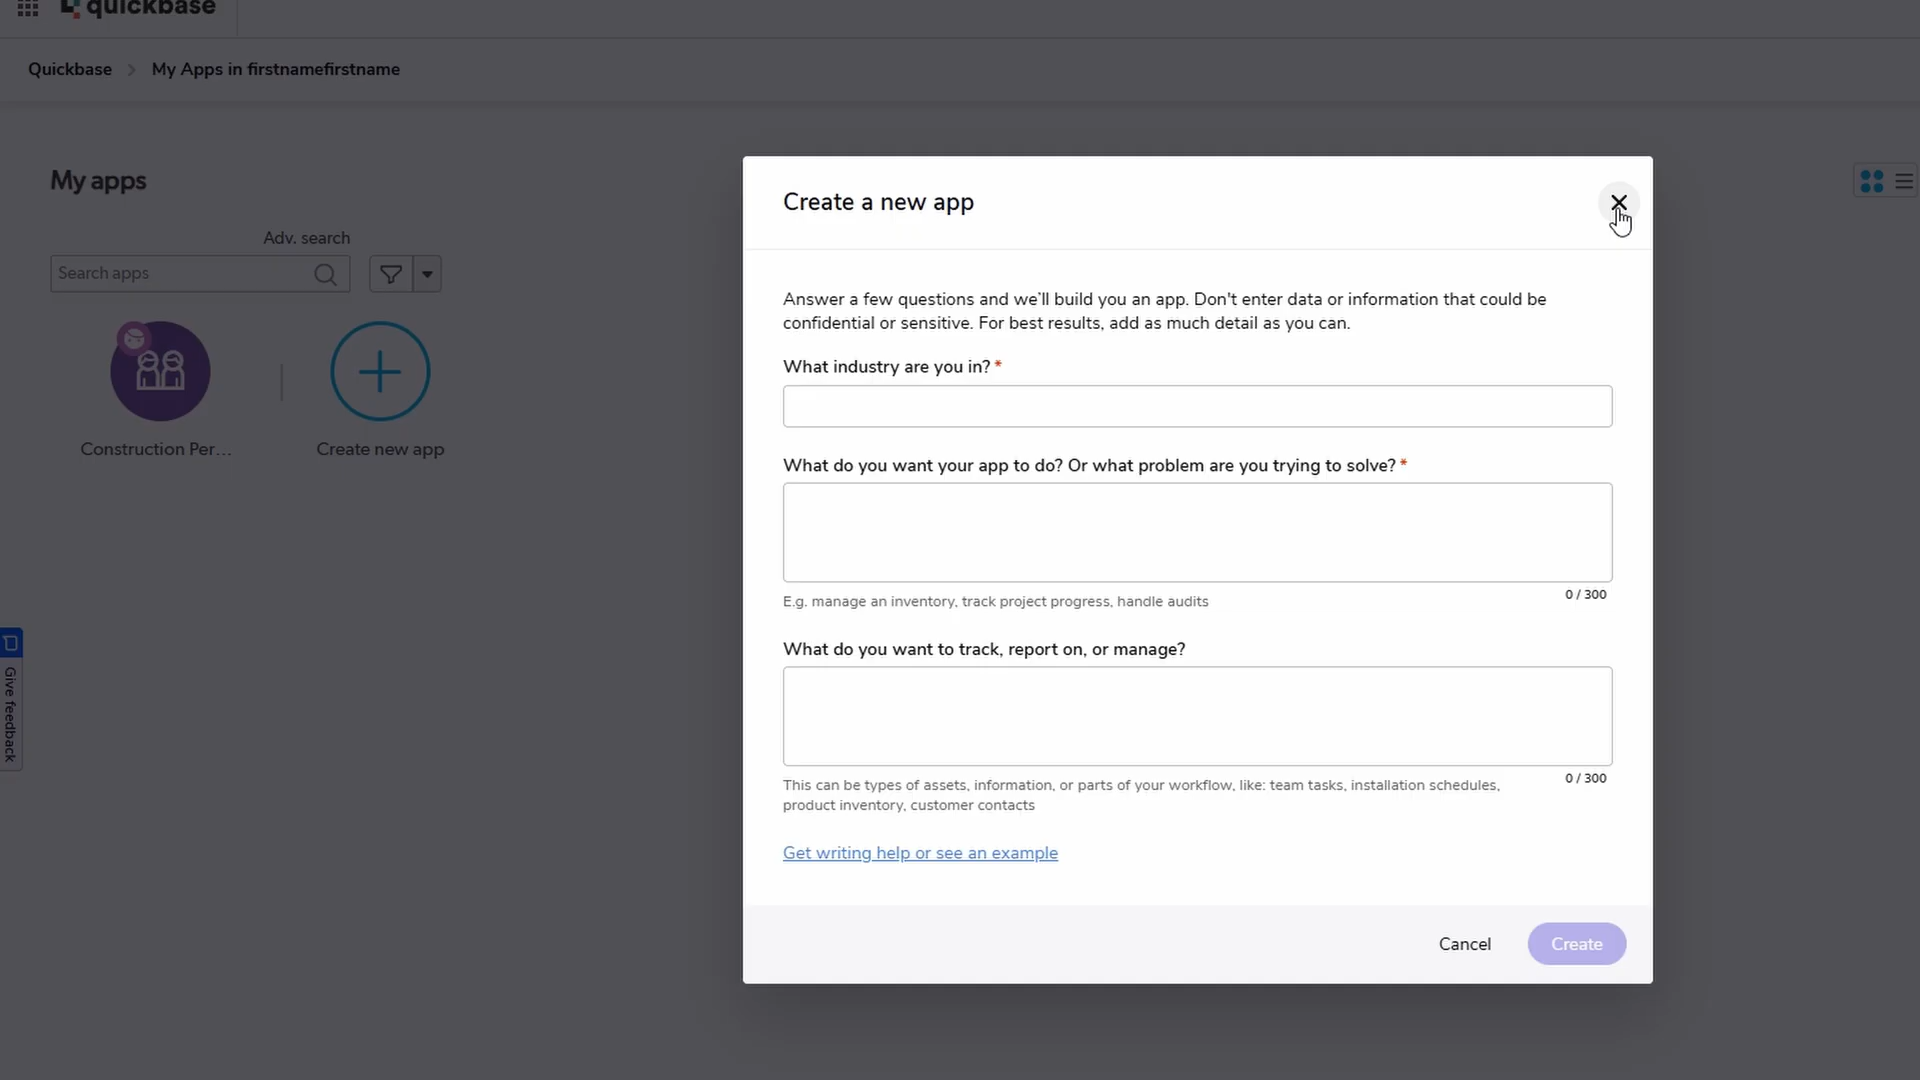 quickbase
Quickbase > My Apps in firstnamefirstname
My apps
Adv. search
Search apps
Construction Per...
Create new app
Give feedback
Create a new app
Answer a few questions and we'll build you an app. Don't enter data or information that could be
confidential or sensitive. For best results, add as much detail as you can.
What industry are you in? *
What do you want your app to do? Or what problem are you trying to solve? *
E.g. manage an inventory, track project progress, handle audits
0 / 300
What do you want to track, report on, or manage?
This can be types of assets, information, or parts of your workflow, like: team tasks, installation schedules,
product inventory, customer contacts
0 / 300
Get writing help or see an example
Cancel
Create